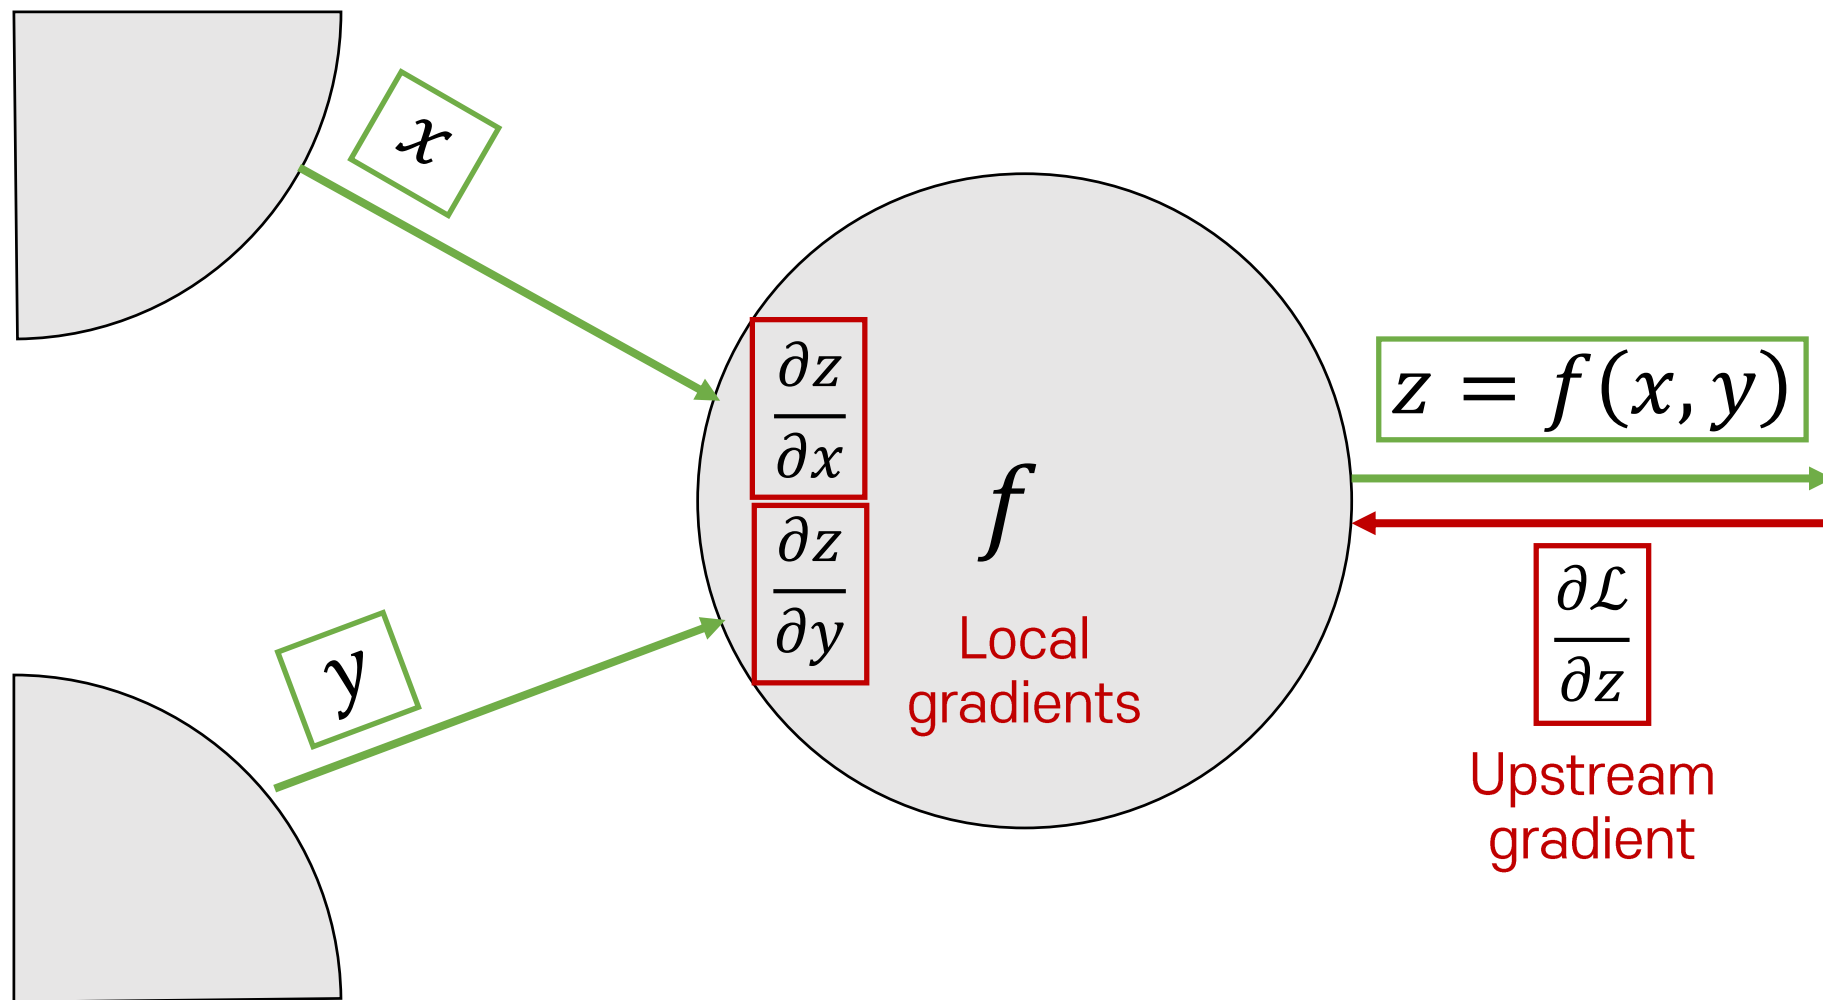 x
∂z
∂x
z = f(x, y)
f
∂z
∂y
y
Local
gradients
∂ℒ
∂z
Upstream
gradient